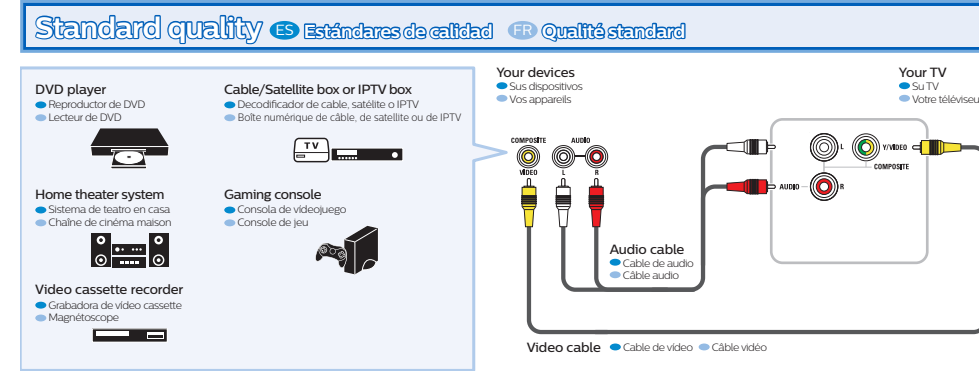 Standard quality ES Estándares de calidad FR Qualité standard
DVD player
Reproductor de DVD
Lecteur de DVD
Cable/Satellite box or IPTV box
Decodificador de cable, satélite o IPTV
Boîte numérique de câble, de satellite ou de IPTV
TV
Home theater system
Sistema de teatro en casa
Chaîne de cinéma maison
Gaming console
Consola de videojuego
Console de jeu
Video cassette recorder
Grabadora de vídeo cassette
Magnétoscope
Your devices
Sus dispositivos
Vos appareils
COMPOSITE AUDIO
VIDEO L R
Audio cable
Cable de audio
Câble audio
Your TV
Su TV
Votre téléviseu
L Y/VIDEO
COMPOSITE
AUDIO R
Video cable Cable de vídeo Câble vidéo